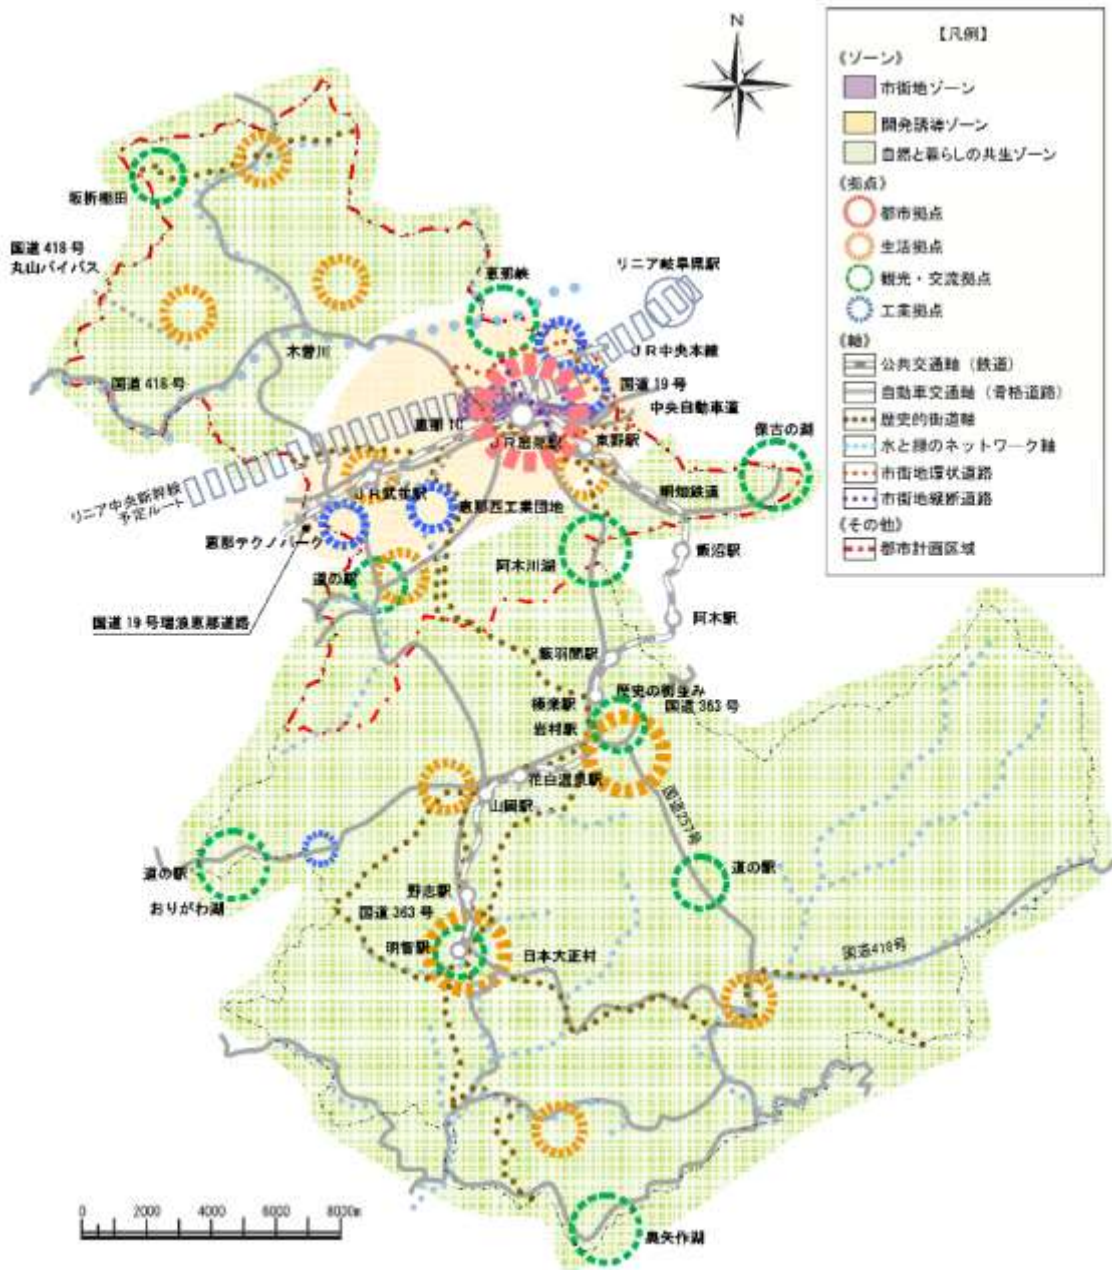 N
【凡例】
《ゾーン》
市街地ゾーン
開発誘導ゾーン
自然と暮らしの共生ゾーン
《拠点》
都市拠点
生活拠点
観光・交流拠点
工業拠点
《軸》
公共交通軸（鉄道）
自動車交通軸（骨格道路）
歴史的街道軸
水と緑のネットワーク軸
市街地環状道路
市街地縦断道路
《その他》
都市計画区域
坂折棚田
国道418号
丸山バイパス
恵那峡
リニア岐阜県駅
木曽川
JR中央本線
国道418号
国道19号
中央自動車道
恵那IC
JR恵那駅
東野駅
保古の湖
JR武並駅
明知鉄道
リニア中央新幹線
予定ルート
恵那西工業団地
恵那テクノパーク
飯沼駅
阿木川湖
道の駅
国道19号瑞浪恵那道路
阿木駅
飯羽間駅
歴史の街並み
極楽駅
国道363号
岩村駅
花白温泉駅
山岡駅
国道257号
道の駅
道の駅
おりがわ湖
野志駅
国道363号
明智駅
日本大正村
国道418号
奥矢作湖
0 2000 4000 6000 8000m